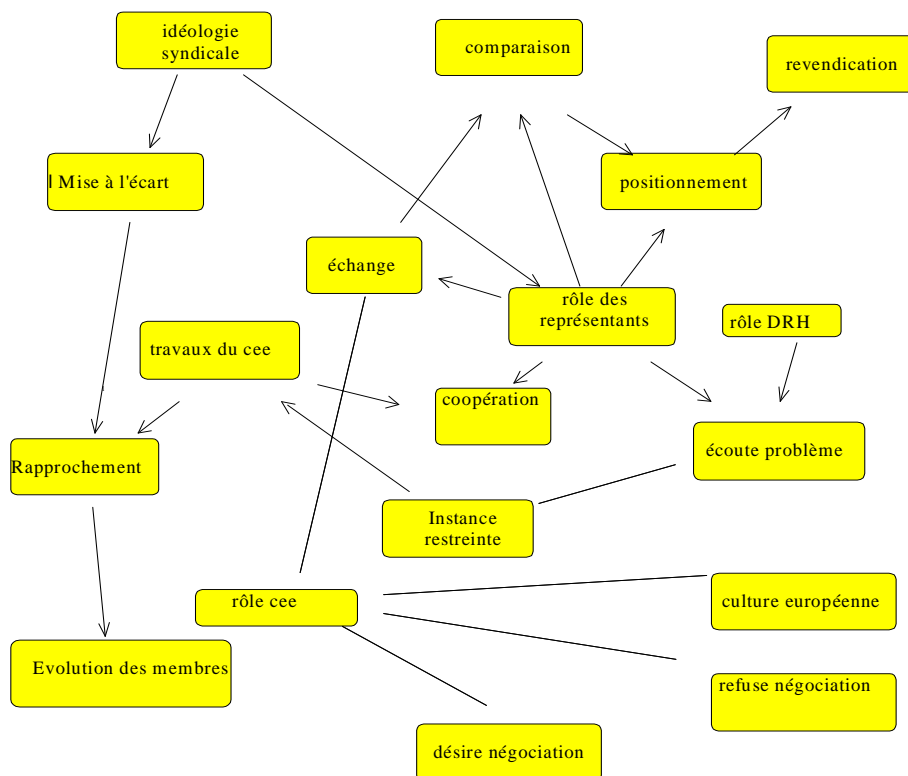 idéologie
syndicale
comparaison
revendication
Mise à l'écart
positionnement
échange
rôle des
représentants
rôle DRH
travaux du cee
coopération
Rapprochement
écoute problème
Instance
restreinte
rôle cee
culture européenne
Evolution des membres
refuse négociation
désire négociation